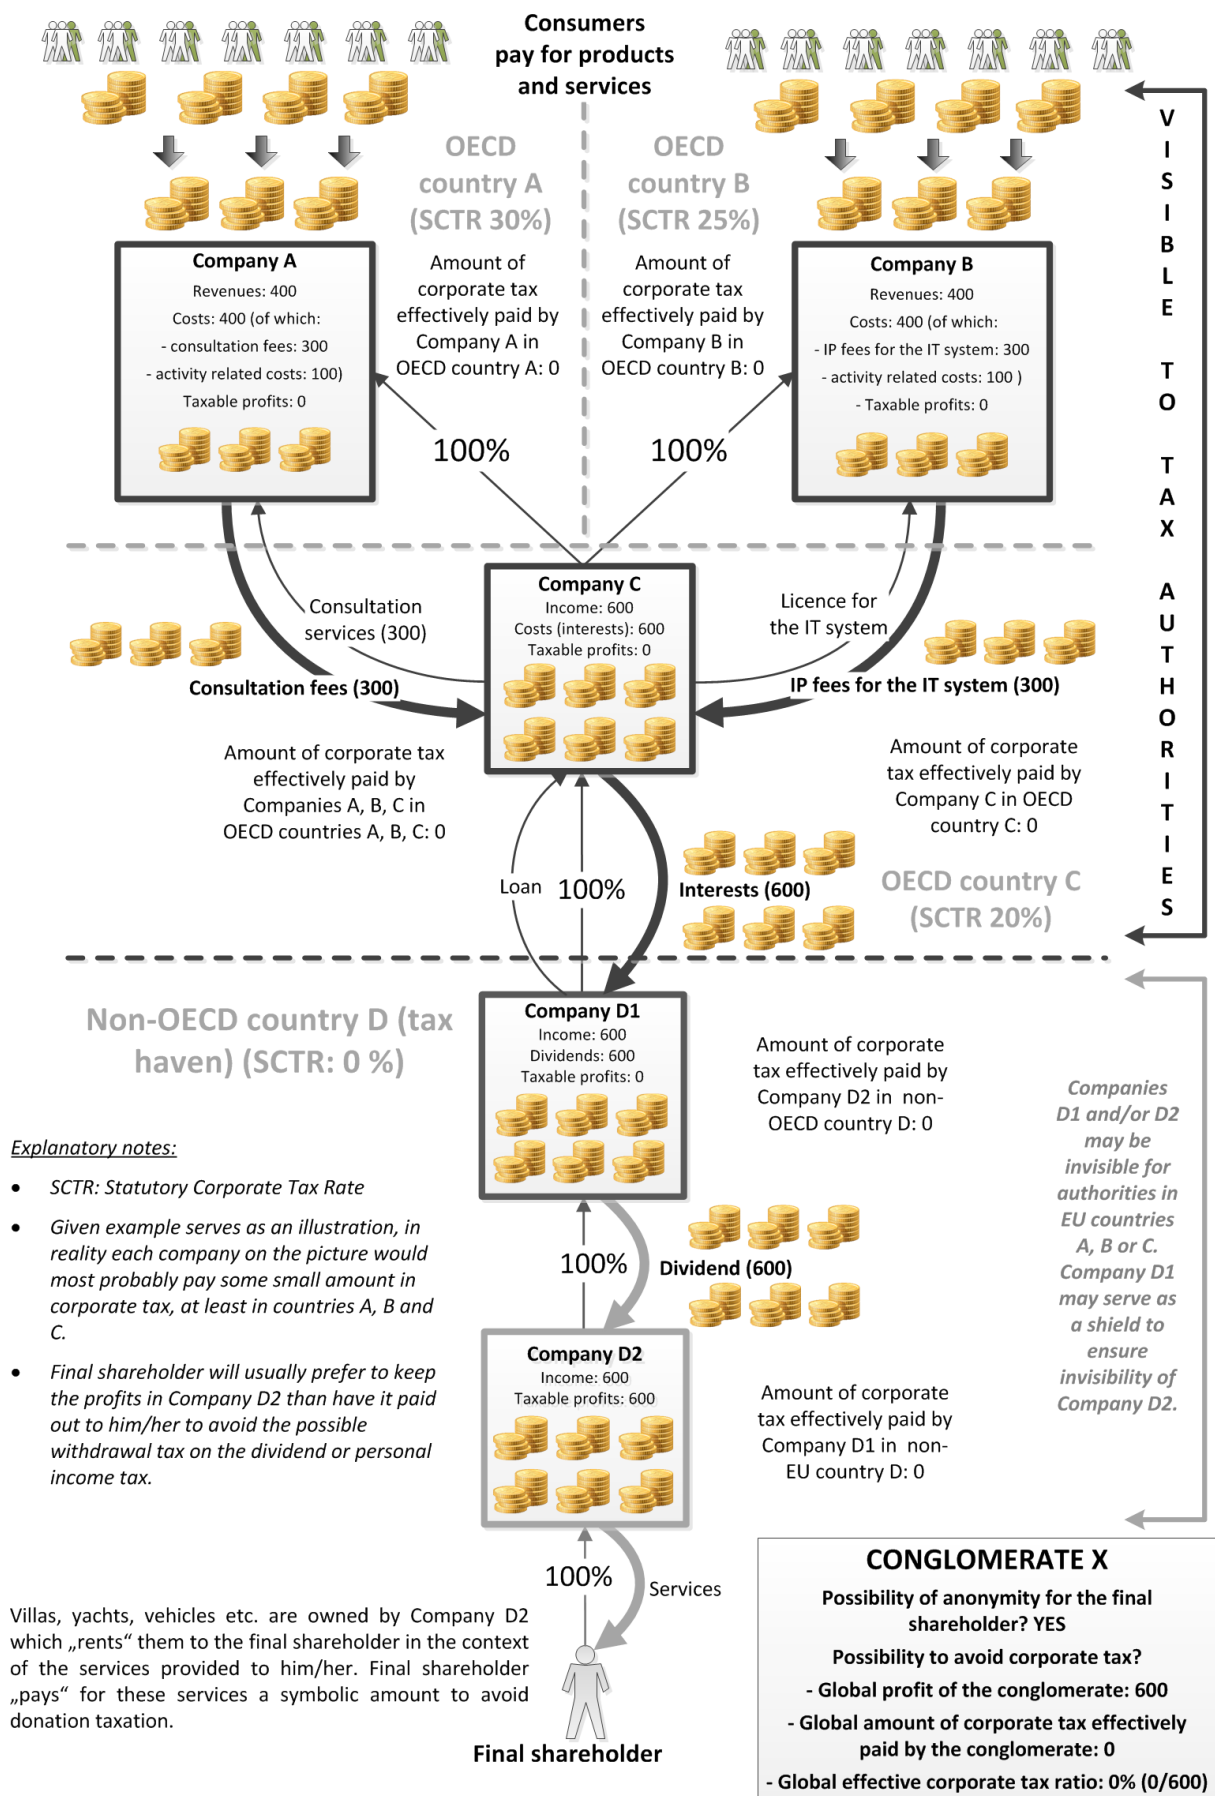 Consumers
pay for products
and services
OECD
country A
(SCTR 30%)
OECD
country B
(SCTR 25%)
Company A
Revenues: 400
Costs: 400 (of which:
- consultation fees: 300
- activity related costs: 100)
Taxable profits: 0
Amount of
corporate tax
effectively paid by
Company A in
OECD country A: 0
Amount of
corporate tax
effectively paid by
Company B in
OECD country B: 0
Company B
Revenues: 400
Costs: 400 (of which:
- IP fees for the IT system: 300
- activity related costs: 100 )
- Taxable profits: 0
VISIBLE TO TAX AUTHORITIES
100%
100%
Company C
Income: 600
Costs (interests): 600
Taxable profits: 0
Consultation
services (300)
Licence for
the IT system
Consultation fees (300)
IP fees for the IT system (300)
Amount of corporate tax
effectively paid by
Companies A, B, C in
OECD countries A, B, C: 0
Amount of corporate
tax effectively paid by
Company C in OECD
country C: 0
Loan
100%
Interests (600)
OECD country C
(SCTR 20%)
Non-OECD country D (tax
haven) (SCTR: 0 %)
Company D1
Income: 600
Dividends: 600
Taxable profits: 0
Amount of corporate
tax effectively paid by
Company D2 in non-
OECD country D: 0
Companies
D1 and/or D2
may be
invisible for
authorities in
EU countries
A, B or C.
Company D1
may serve as
a shield to
ensure
invisibility of
Company D2.
Explanatory notes:
• SCTR: Statutory Corporate Tax Rate
• Given example serves as an illustration, in
reality each company on the picture would
most probably pay some small amount in
corporate tax, at least in countries A, B and
C.
• Final shareholder will usually prefer to keep
the profits in Company D2 than have it paid
out to him/her to avoid the possible
withdrawal tax on the dividend or personal
income tax.
100%
Dividend (600)
Company D2
Income: 600
Taxable profits: 600
Amount of corporate
tax effectively paid by
Company D1 in non-
EU country D: 0
100%
Services
Villas, yachts, vehicles etc. are owned by Company D2
which „rents“ them to the final shareholder in the context
of the services provided to him/her. Final shareholder
„pays“ for these services a symbolic amount to avoid
donation taxation.
Final shareholder
CONGLOMERATE X
Possibility of anonymity for the final
shareholder? YES
Possibility to avoid corporate tax?
- Global profit of the conglomerate: 600
- Global amount of corporate tax effectively
paid by the conglomerate: 0
- Global effective corporate tax ratio: 0% (0/600)